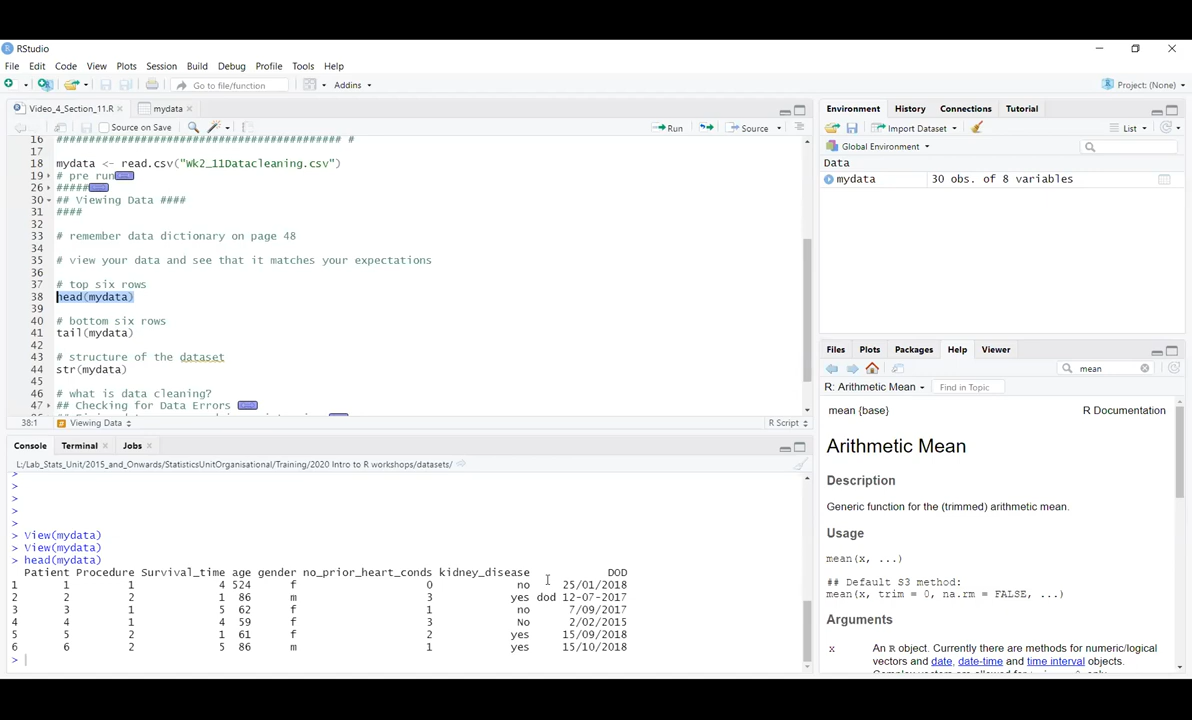 RStudio
File Edit Code View Plots Session Build Debug Profile Tools Help
Go to file/function Addins Project: (None)
Video_4_Section_11.R mydata
Source on Save Run Source
16 ############################################ #
17
18 mydata <- read.csv("Wk2_11Datacleaning.csv")
19 # pre run
26 #####
30 ## Viewing Data ####
31 ####
32
33 # remember data dictionary on page 48
34
35 # view your data and see that it matches your expectations
36
37 # top six rows
38 head(mydata)
39
40 # bottom six rows
41 tail(mydata)
42
43 # structure of the dataset
44 str(mydata)
45
46 # what is data cleaning?
47 ## Checking for Data Errors
38:1 Viewing Data R Script
Console Terminal Jobs
L:/Lab_Stats_Unit/2015_and_Onwards/StatisticsUnitOrganisational/Training/2020 Intro to R workshops/datasets/
>
>
>
>
>
> View(mydata)
> View(mydata)
> head(mydata)
Patient Procedure Survival_time age gender no_prior_heart_conds kidney_disease DOD
1 1 1 4 524 f 0 no 25/01/2018
2 2 2 1 86 m 3 yes dod 12-07-2017
3 3 1 5 62 f 1 no 7/09/2017
4 4 1 4 59 f 3 No 2/02/2015
5 5 2 1 61 f 2 yes 15/09/2018
6 6 2 5 86 m 1 yes 15/10/2018
>
Environment History Connections Tutorial
Import Dataset List
Global Environment
Data
mydata 30 obs. of 8 variables
Files Plots Packages Help Viewer
mean
R: Arithmetic Mean Find in Topic
mean {base} R Documentation
Arithmetic Mean
Description
Generic function for the (trimmed) arithmetic mean.
Usage
mean(x, ...)
## Default S3 method:
mean(x, trim = 0, na.rm = FALSE, ...)
Arguments
x An R object. Currently there are methods for numeric/logical
vectors and date, date-time and time interval objects.